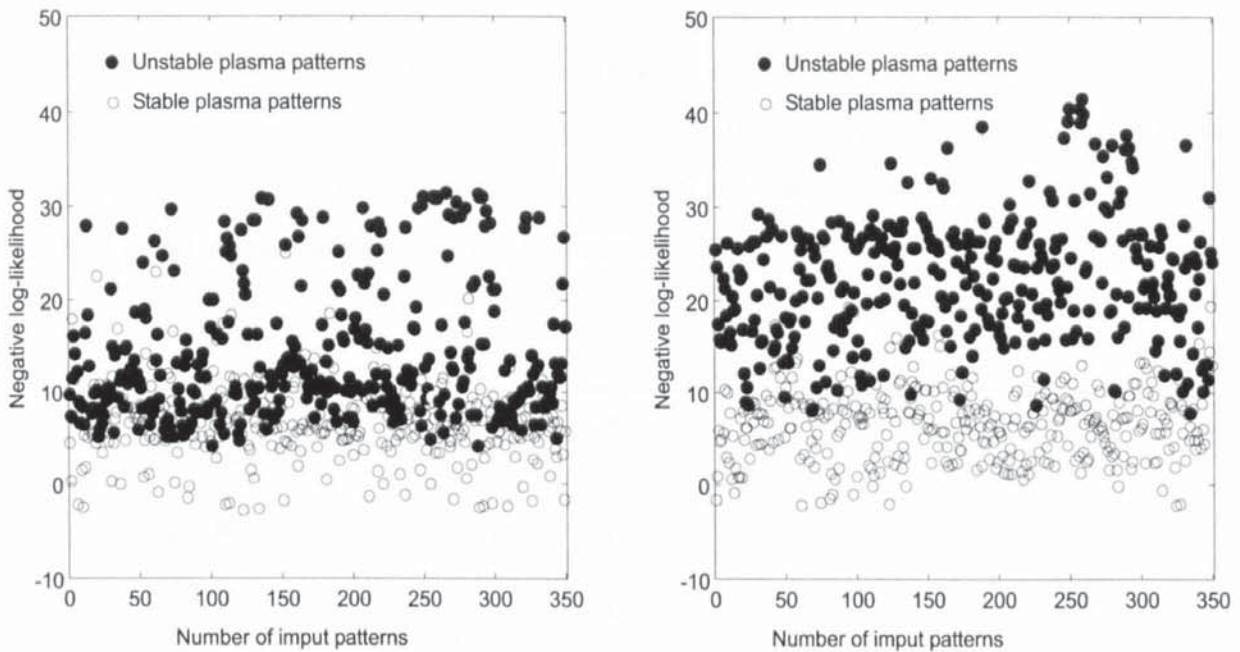 50
40
30
20
10
0
-10
Negative log-likelihood
Unstable plasma patterns
Stable plasma patterns
0 50 100 150 200 250 300 350
Number of imput patterns
50
40
30
20
10
0
-10
Negative log-likelihood
Unstable plasma patterns
Stable plasma patterns
0 50 100 150 200 250 300 350
Number of imput patterns